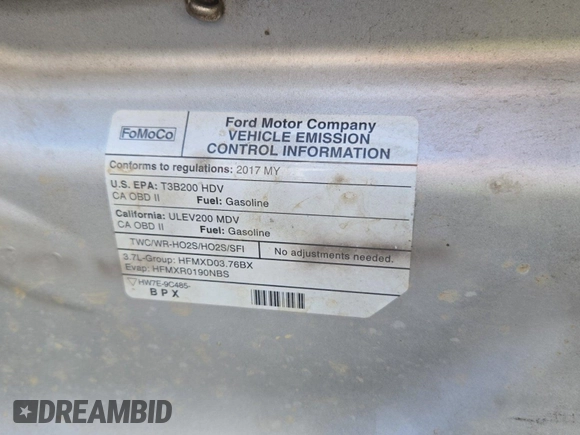 FoMoCo
Ford Motor Company
VEHICLE EMISSION
CONTROL INFORMATION
Conforms to regulations: 2017 MY
U.S. EPA: T3B200 HDV
CA OBD II Fuel: Gasoline
California: ULEV200 MDV
CA OBD II Fuel: Gasoline
TWC/WR-HO2S/HO2S/SFI No adjustments needed.
3.7L-Group: HFMXD03.76BX
Evap: HFMXR0190NBS
HW7E-9C485-
BPX
DREAMBID